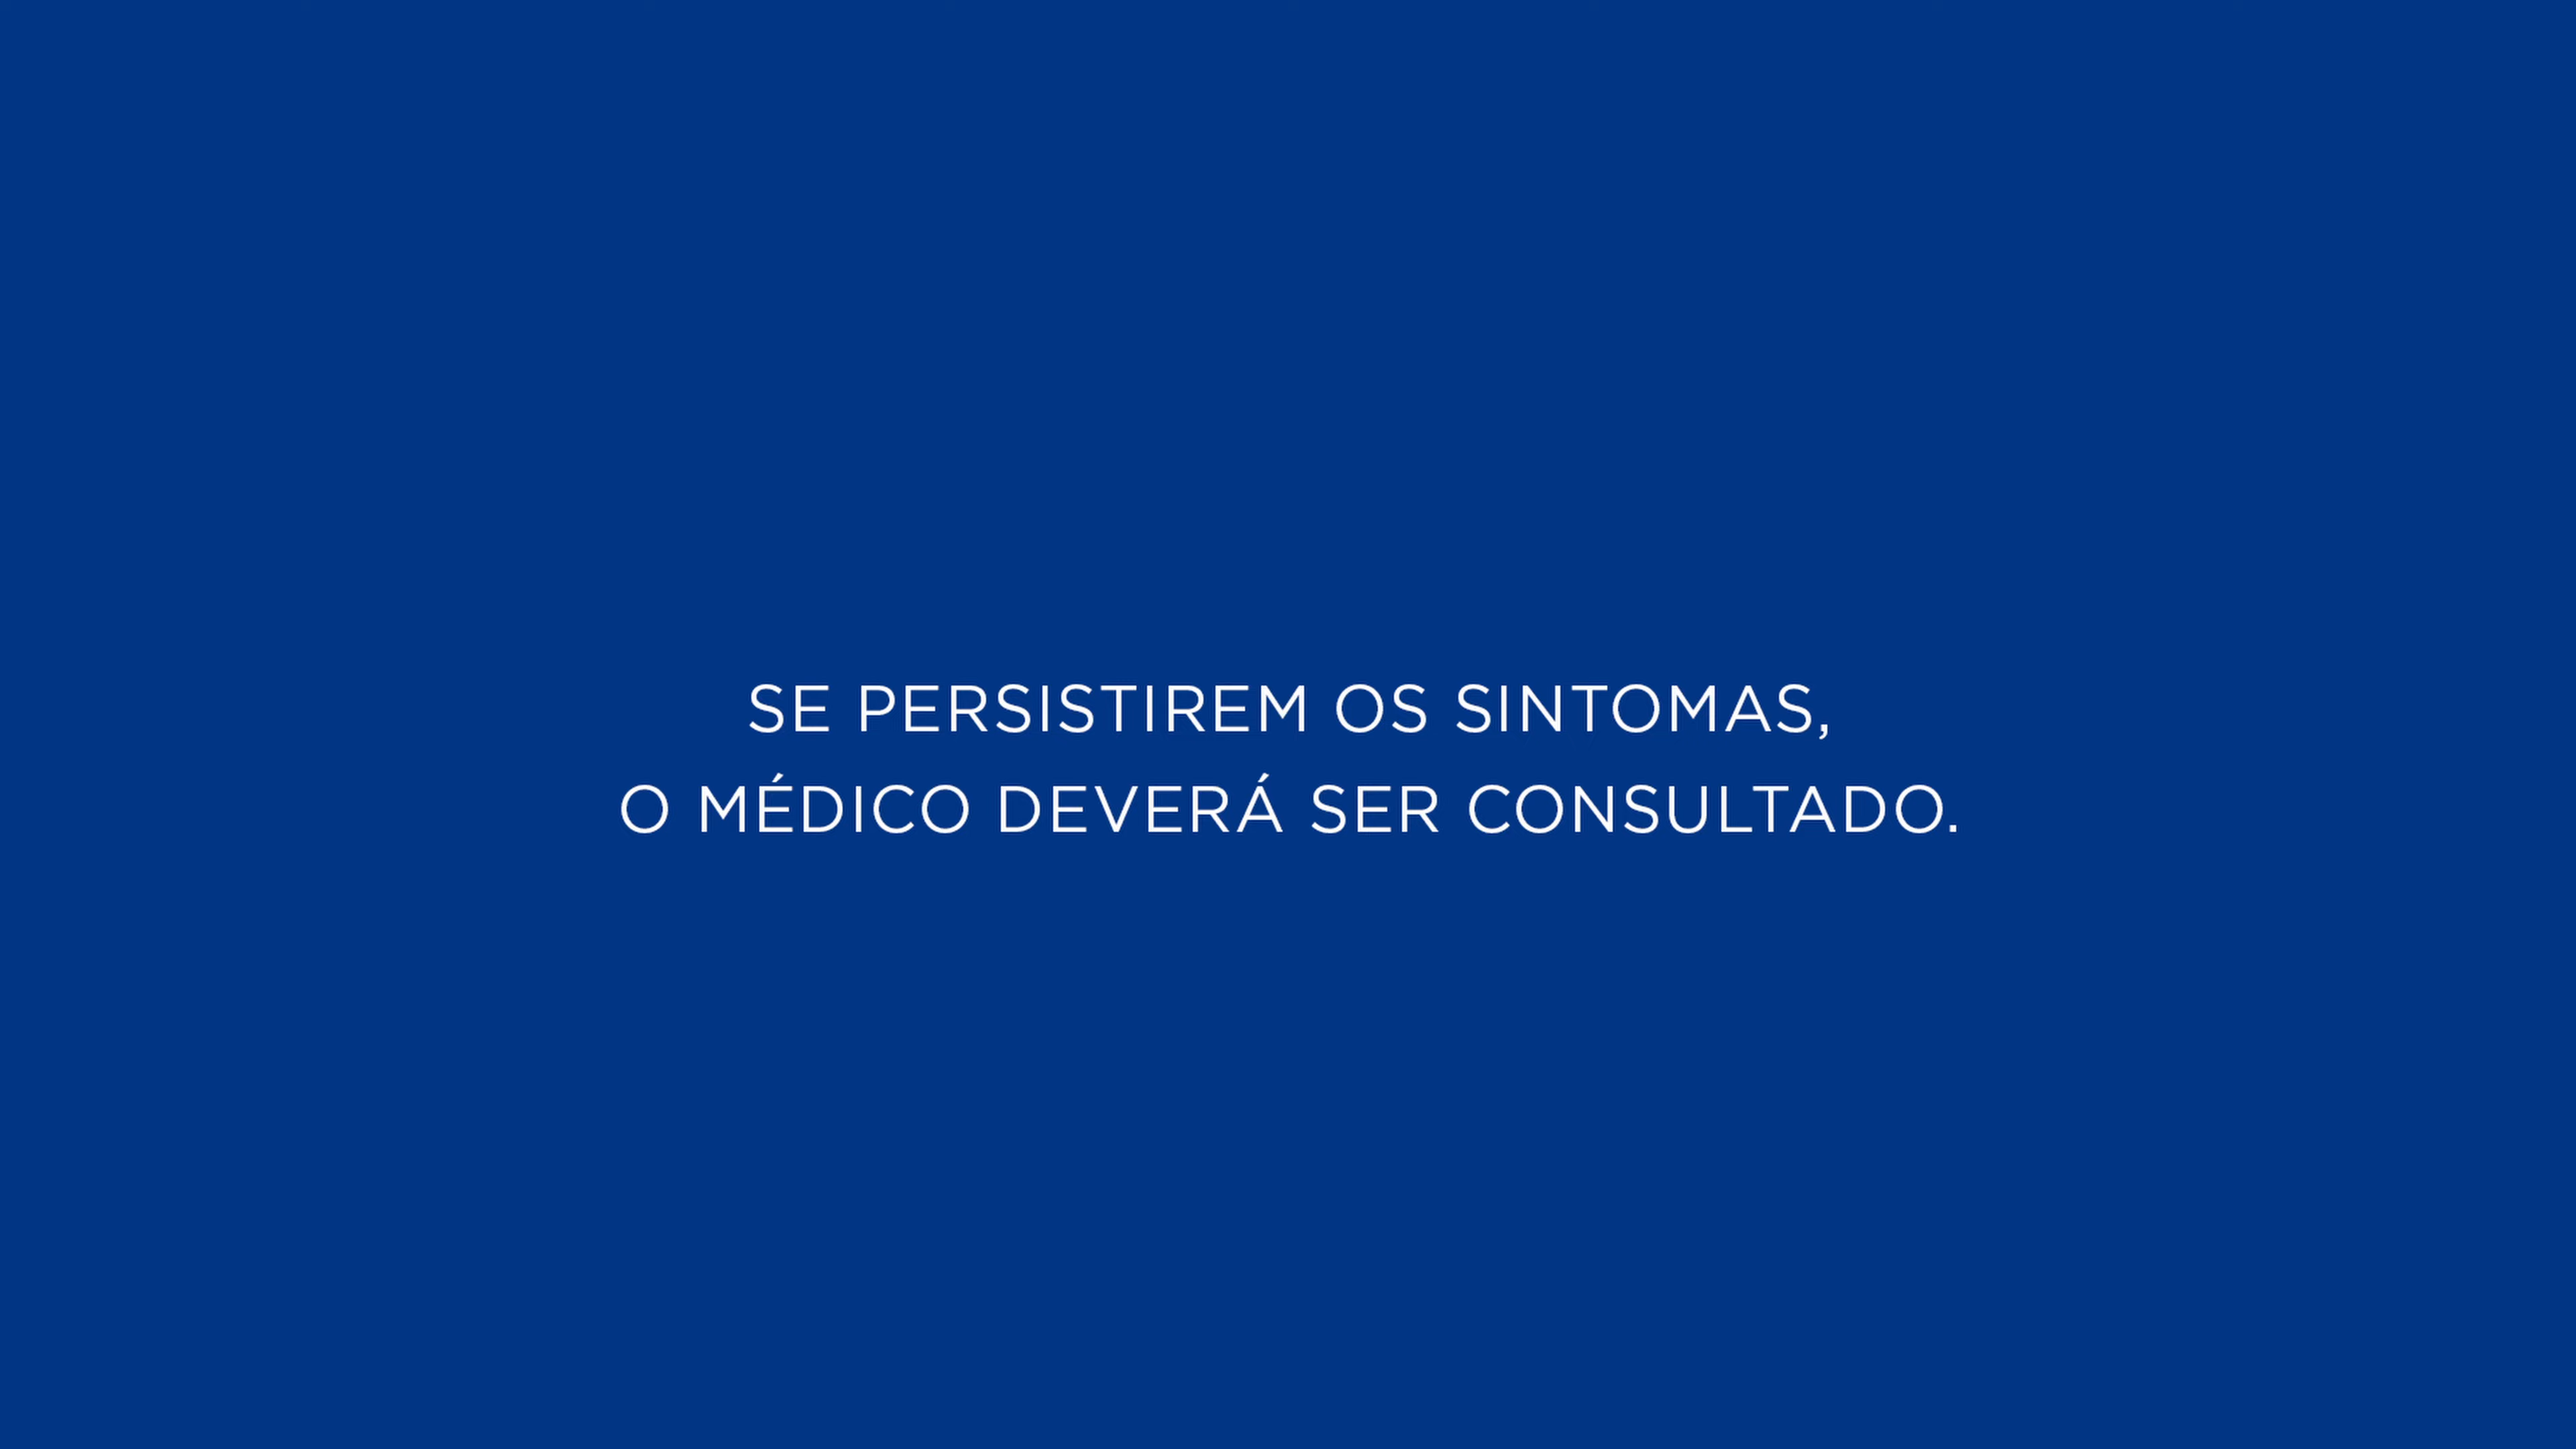 SE PERSISTIREM OS SINTOMAS,
O MÉDICO DEVERÁ SER CONSULTADO.